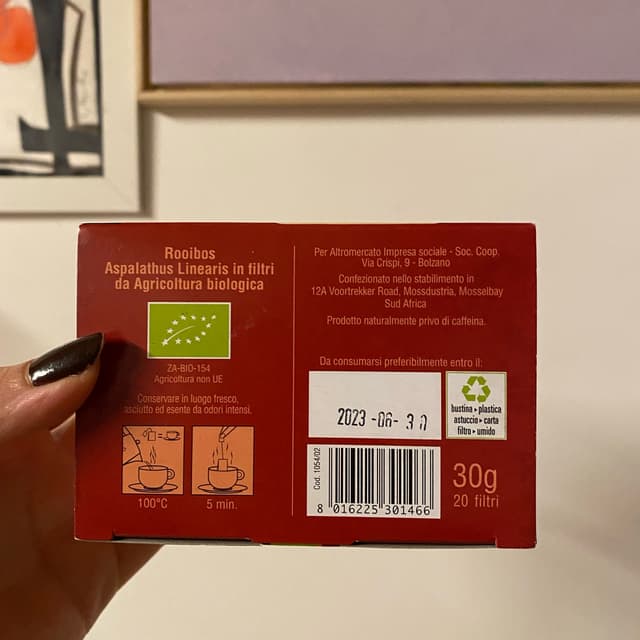 Rooibos
Aspalathus Linearis in filtri
da Agricoltura biologica
ZA-BIO-154
Agricoltura non UE
Conservare in luogo fresco,
asciutto ed esente da odori intensi.
100°C
5 min.
Per Altromercato Impresa sociale - Soc. Coop.
Via Crispi, 9 - Bolzano
Confezionato nello stabilimento in
12A Voortrekker Road, Mossdustria, Mosselbay
Sud Africa
Prodotto naturalmente privo di caffeina.
Da consumarsi preferibilmente entro il:
2023 -06- 30
bustina ▸ plastica
astuccio ▸ carta
filtro ▸ umido
Cod. 1054/02
8 016225 301466
30g
20 filtri